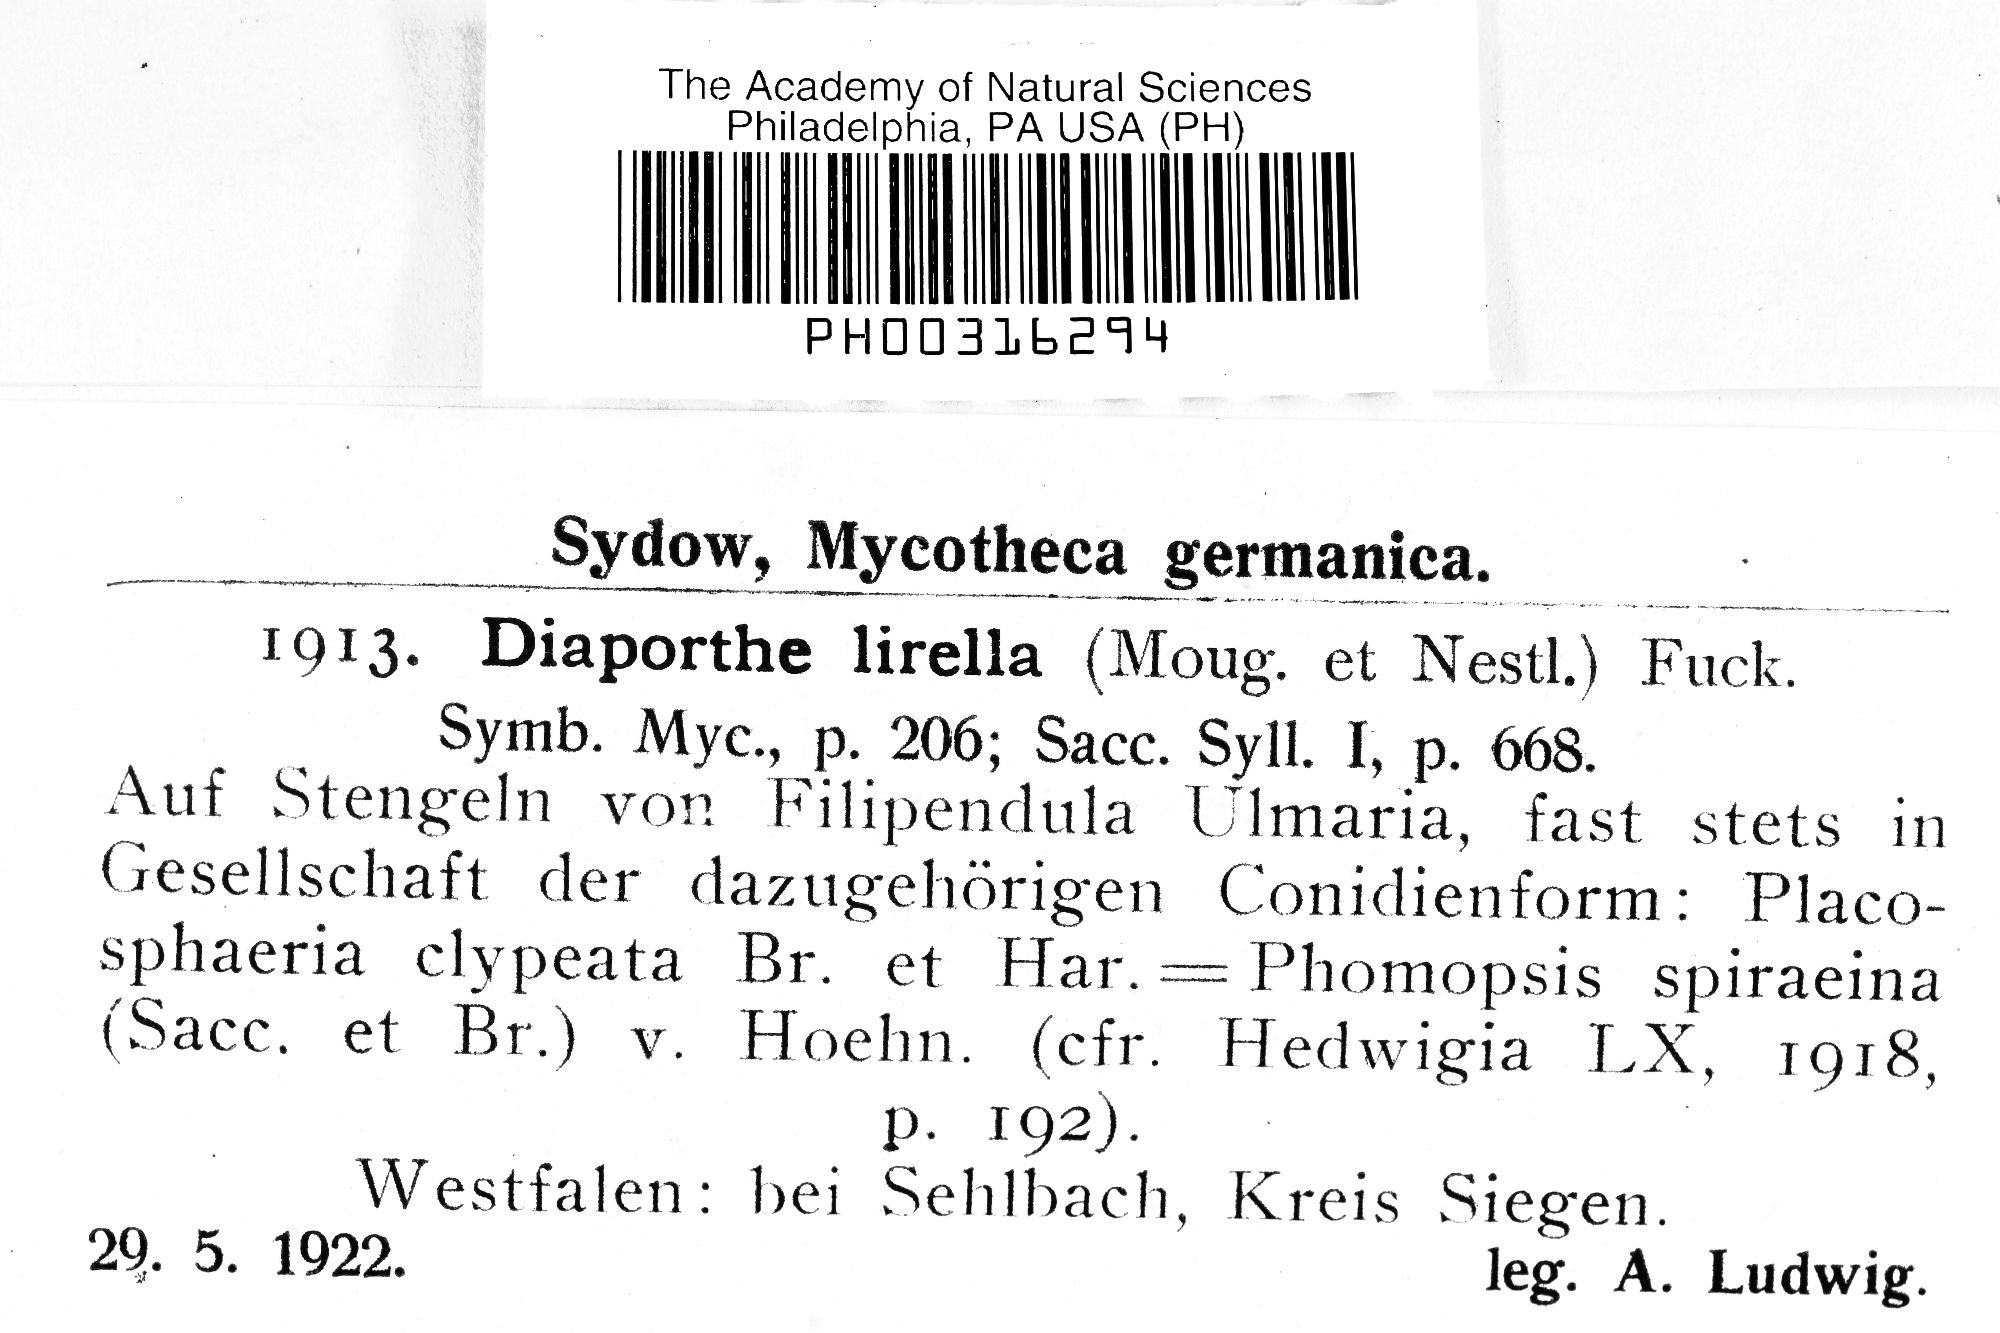 The Academy of Natural Sciences
Philadelphia, PA USA (PH)
PH00316294
Sydow, Mycotheca germanica.
1913. Diaporthe lirella (Moug. et Nestl.) Fuck.
Symb. Myc., p. 206; Sacc. Syll. I, p. 668.
Auf Stengeln von Filipendula Ulmaria, fast stets in
Gesellschaft der dazugehörigen Conidienform: Placo-
sphaeria clypeata Br. et Har. = Phomopsis spiraeina
(Sacc. et Br.) v. Hoehn. (cfr. Hedwigia LX, 1918,
p. 192).
Westfalen: bei Sehlbach, Kreis Siegen.
29. 5. 1922.
leg. A. Ludwig.